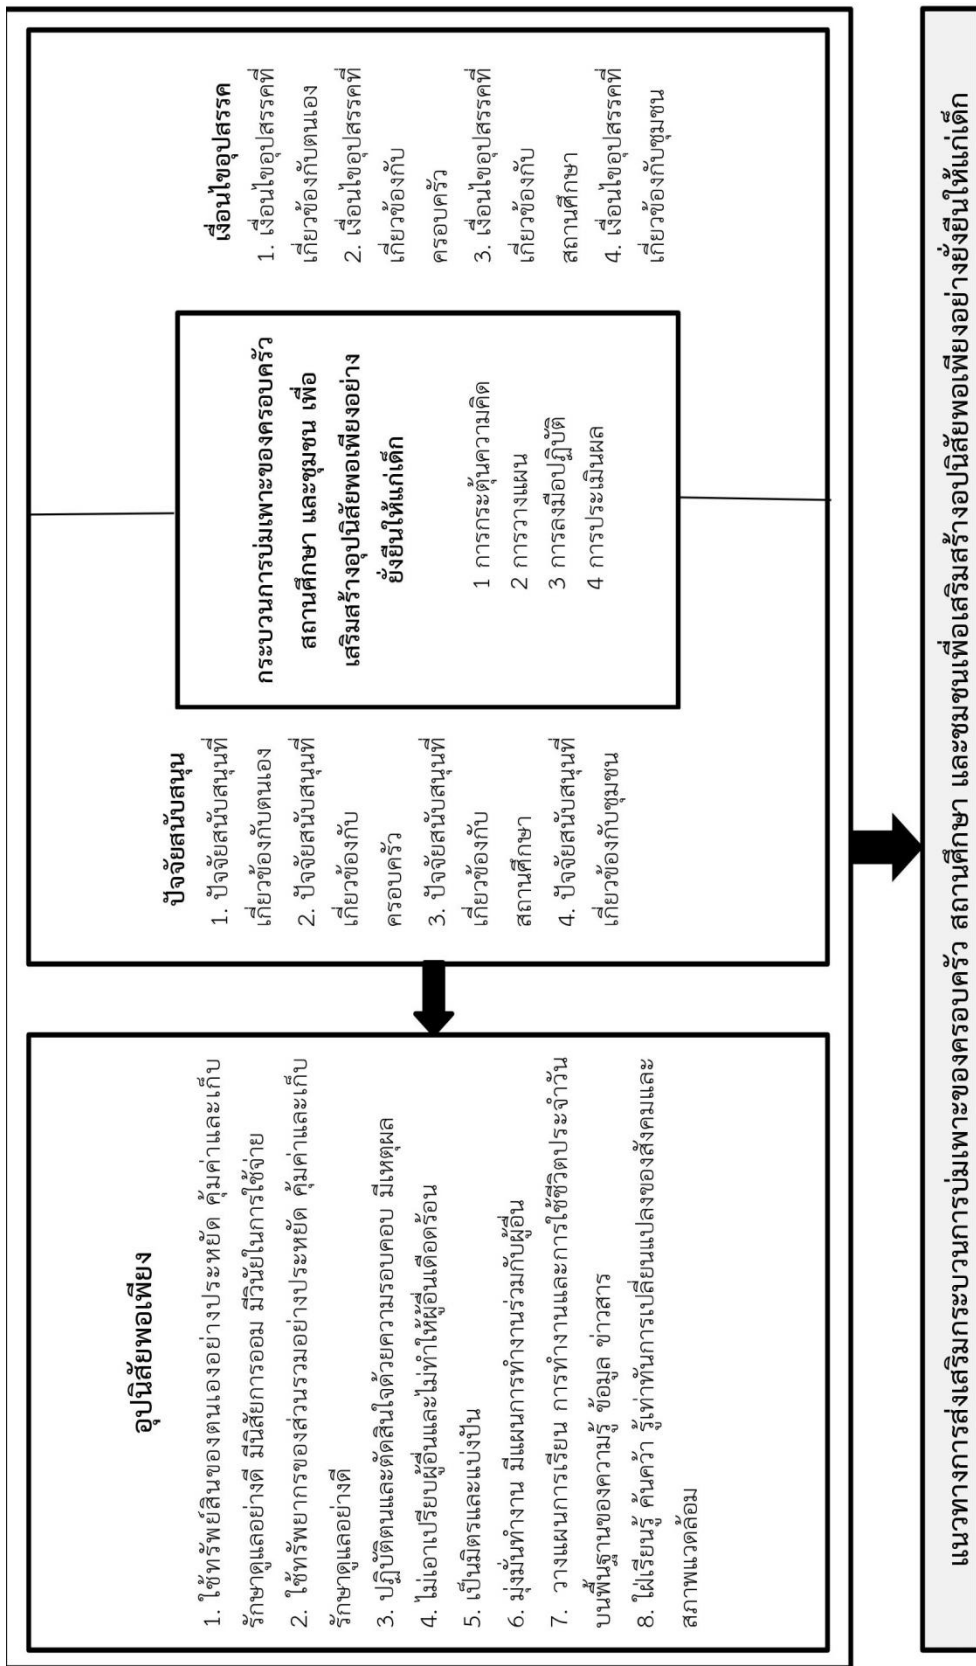 อุปนิสัยพอเพียง
1. ใช้ทรัพย์สินของตนเองอย่างประหยัด คุ้มค่าและเก็บ
รักษาดูแลอย่างดี มีนิสัยการออม มีวินัยในการใช้จ่าย
2. ใช้ทรัพยากรของส่วนรวมอย่างประหยัด คุ้มค่าและเก็บ
รักษาดูแลอย่างดี
3. ปฏิบัติตนและตัดสินใจด้วยความรอบคอบ มีเหตุผล
4. ไม่เอาเปรียบผู้อื่นและไม่ทำให้ผู้อื่นเดือดร้อน
5. เป็นมิตรและแบ่งปัน
6. มุ่งมั่นทำงาน มีแผนการทำงานร่วมกับผู้อื่น
7. วางแผนการเรียน การทำงานและการใช้ชีวิตประจำวัน
บนพื้นฐานของความรู้ ข้อมูล ข่าวสาร
8. ใฝ่เรียนรู้ ค้นคว้า รู้เท่าทันการเปลี่ยนแปลงของสังคมและ
สภาพแวดล้อม
ปัจจัยสนับสนุน
1. ปัจจัยสนับสนุนที่
เกี่ยวข้องกับตนเอง
2. ปัจจัยสนับสนุนที่
เกี่ยวข้องกับ
ครอบครัว
3. ปัจจัยสนับสนุนที่
เกี่ยวข้องกับ
สถานศึกษา
4. ปัจจัยสนับสนุนที่
เกี่ยวข้องกับชุมชน
กระบวนการบ่มเพาะของครอบครัว
สถานศึกษา และชุมชน เพื่อ
เสริมสร้างอุปนิสัยพอเพียงอย่าง
ยั่งยืนให้แก่เด็ก
1 การกระตุ้นความคิด
2 การวางแผน
3 การลงมือปฏิบัติ
4 การประเมินผล
เงื่อนไขอุปสรรค
1. เงื่อนไขอุปสรรคที่
เกี่ยวข้องกับตนเอง
2. เงื่อนไขอุปสรรคที่
เกี่ยวข้องกับ
ครอบครัว
3. เงื่อนไขอุปสรรคที่
เกี่ยวข้องกับ
สถานศึกษา
4. เงื่อนไขอุปสรรคที่
เกี่ยวข้องกับชุมชน
แนวทางการส่งเสริมกระบวนการบ่มเพาะของครอบครัว สถานศึกษา และชุมชนเพื่อเสริมสร้างอุปนิสัยพอเพียงอย่างยั่งยืนให้แก่เด็ก